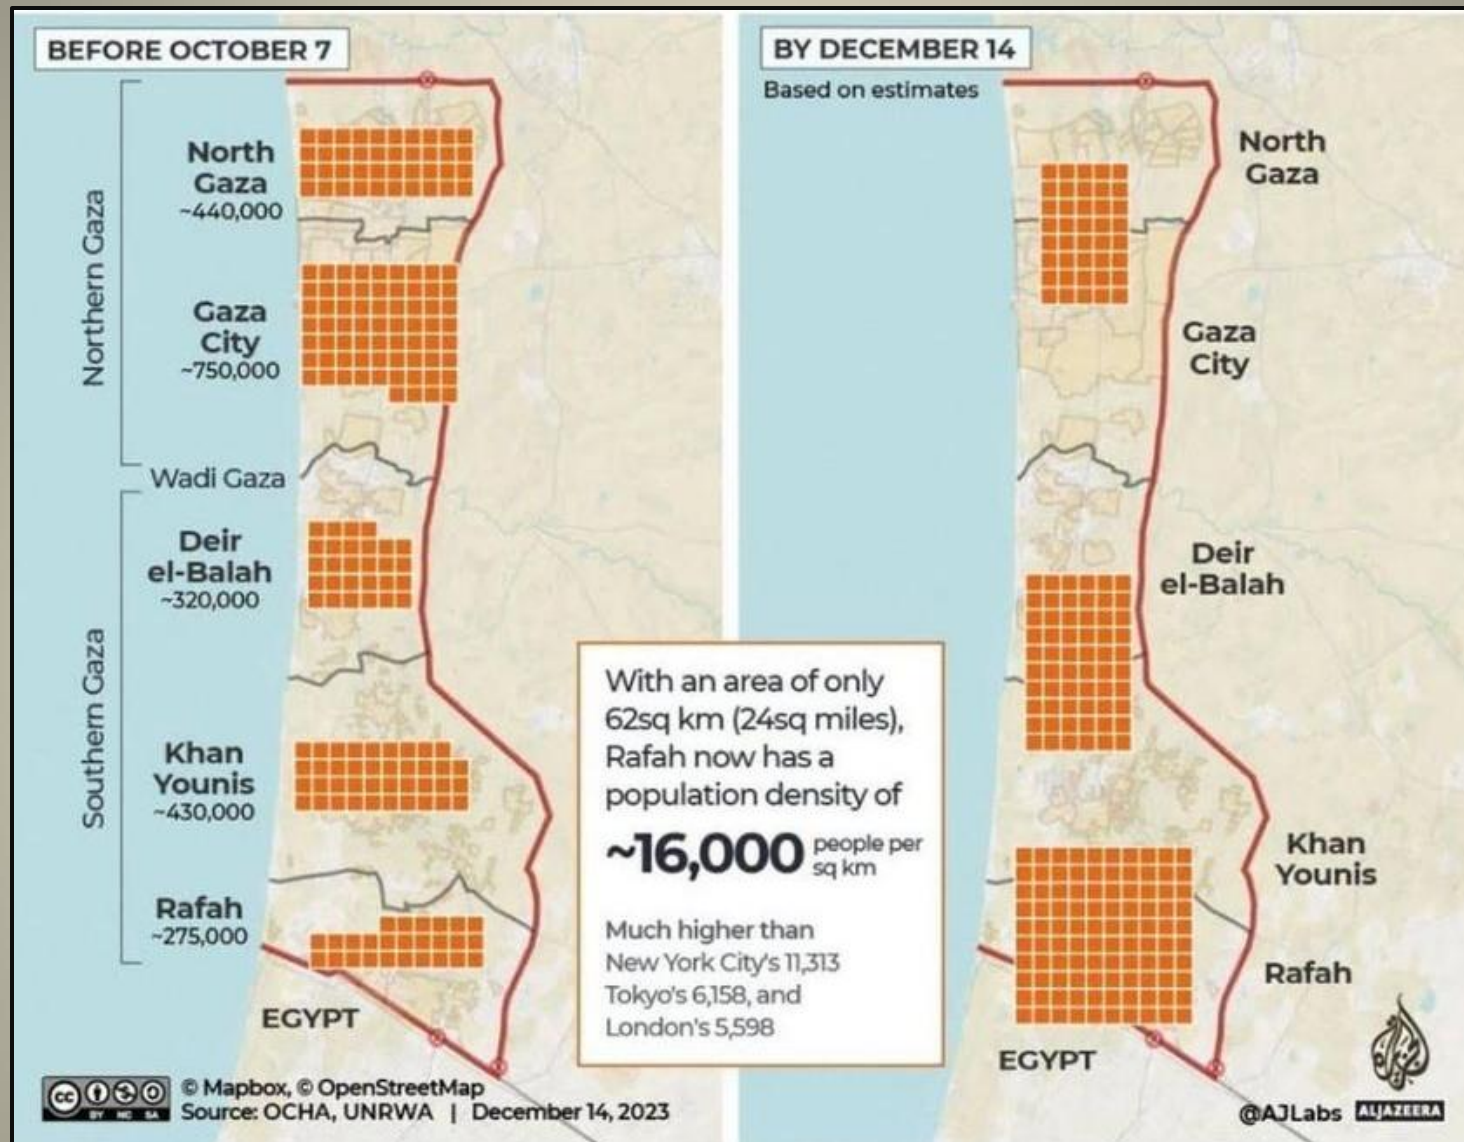 BEFORE OCTOBER 7
Northern Gaza
North
Gaza
~440,000
Gaza
City
~750,000
Wadi Gaza
Southern Gaza
Deir
el-Balah
~320,000
Khan
Younis
~430,000
Rafah
~275,000
EGYPT
cc
BY NC SA
© Mapbox, © OpenStreetMap
Source: OCHA, UNRWA | December 14, 2023
With an area of only
62sq km (24sq miles),
Rafah now has a
population density of
~16,000 people per
sq km
Much higher than
New York City's 11,313
Tokyo's 6,158, and
London's 5,598
BY DECEMBER 14
Based on estimates
North
Gaza
Gaza
City
Deir
el-Balah
Khan
Younis
Rafah
EGYPT
@AJLabs ALJAZEERA